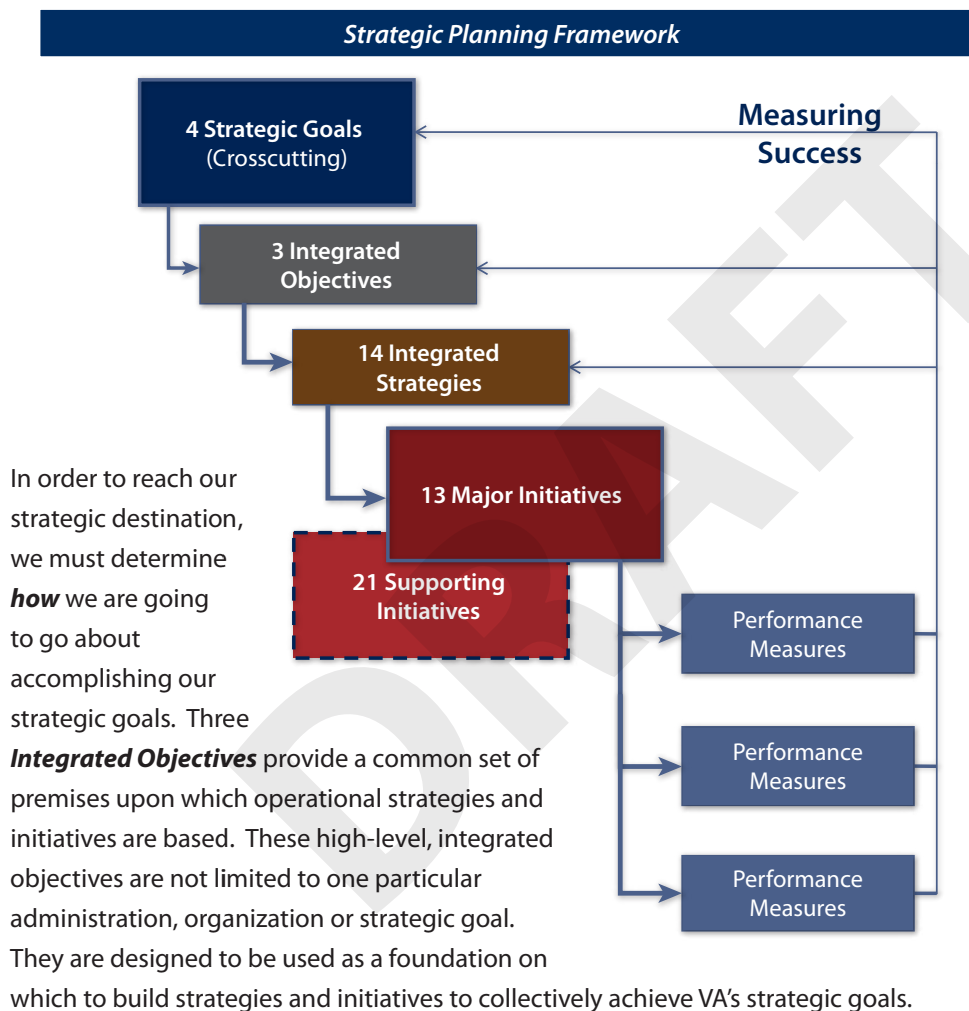 Strategic Planning Framework
4 Strategic Goals
(Crosscutting)
Measuring
Success
3 Integrated
Objectives
14 Integrated
Strategies
13 Major Initiatives
21 Supporting
Initiatives
Performance
Measures
Performance
Measures
Performance
Measures
In order to reach our
strategic destination,
we must determine
how we are going
to go about
accomplishing our
strategic goals.  Three
Integrated Objectives provide a common set of
premises upon which operational strategies and
initiatives are based.  These high-level, integrated
objectives are not limited to one particular
administration, organization or strategic goal.
They are designed to be used as a foundation on
which to build strategies and initiatives to collectively achieve VA’s strategic goals.
DRAFT